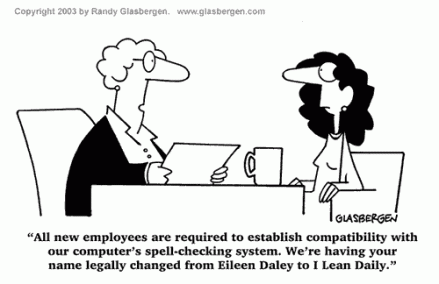 Copyright 2003 by Randy Glasbergen. www.glasbergen.com
GLASBERGEN
“All new employees are required to establish compatibility with
our computer's spell-checking system. We're having your
name legally changed from Eileen Daley to I Lean Daily.”